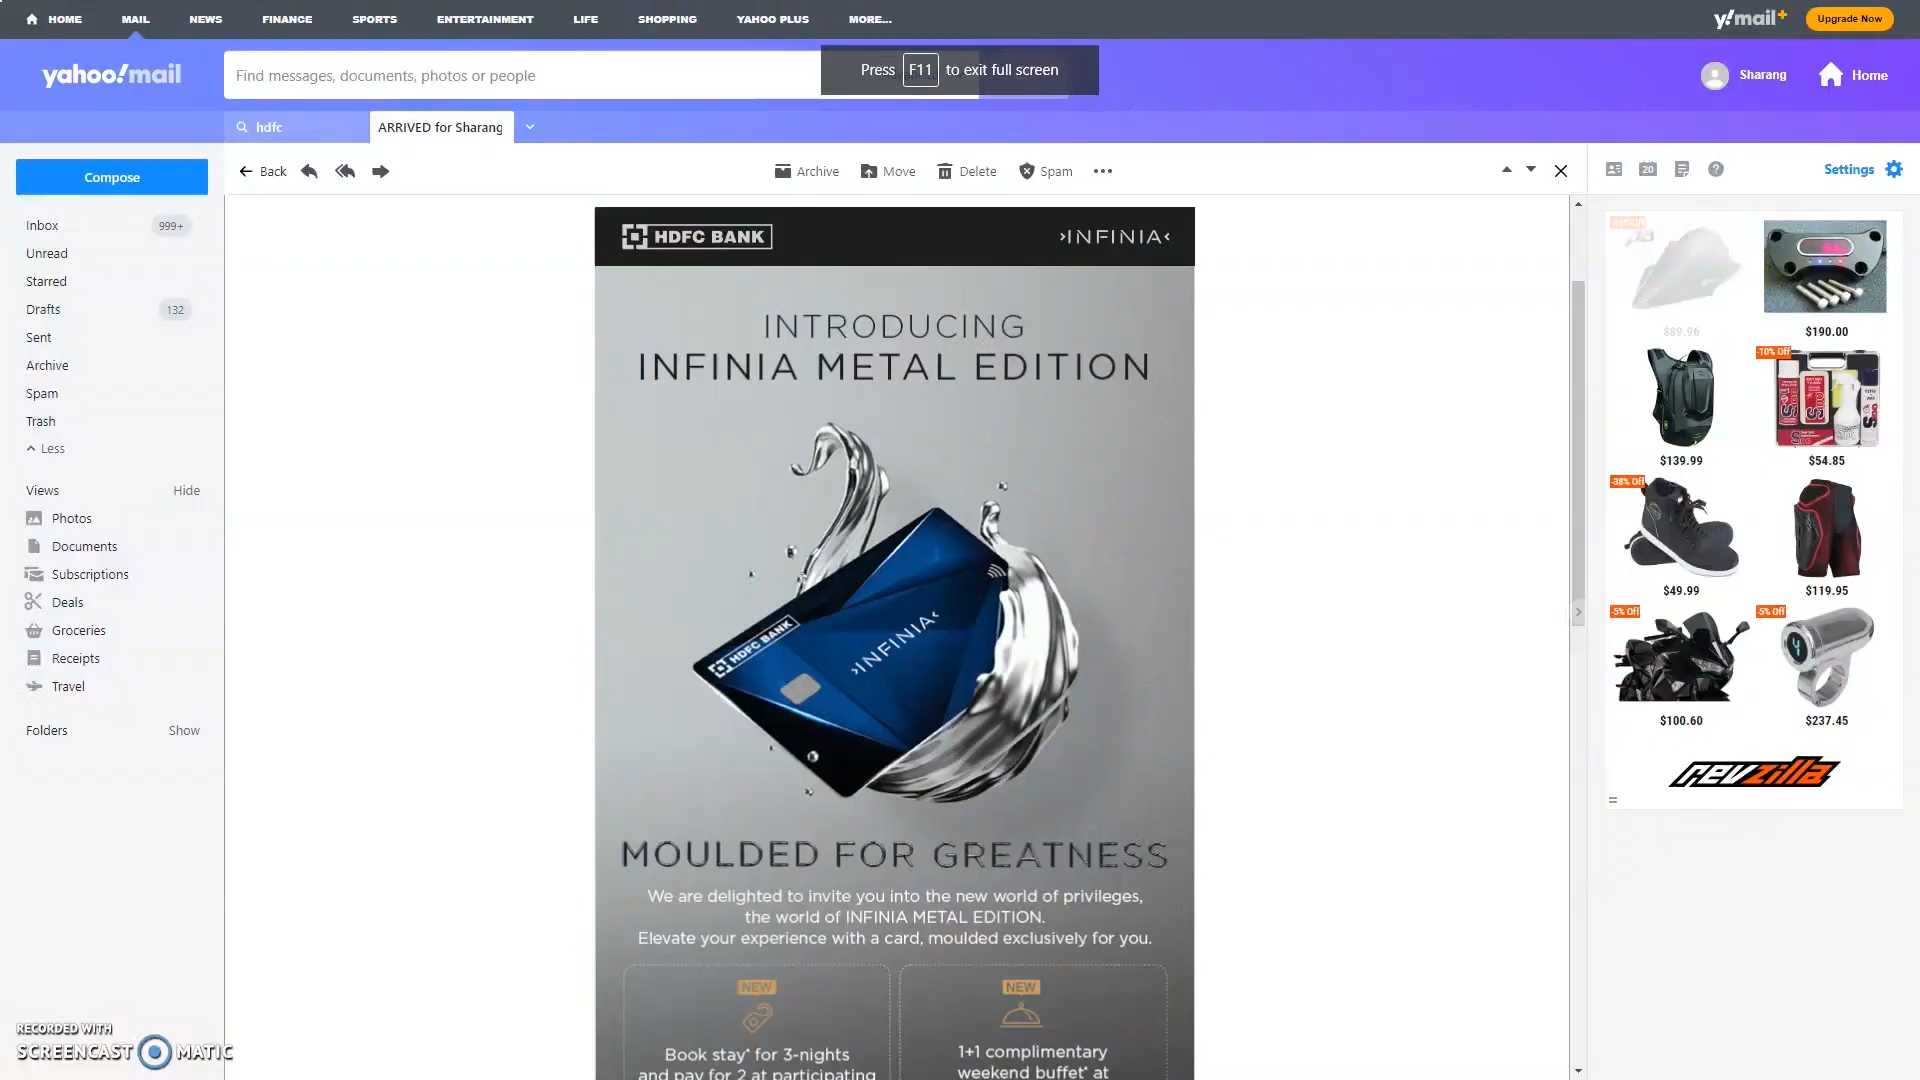 HOME MAIL NEWS FINANCE SPORTS ENTERTAINMENT LIFE SHOPPING YAHOO PLUS MORE... y!mail+ Upgrade Now
yahoo!mail Find messages, documents, photos or people Press F11 to exit full screen Sharang Home
hdfc ARRIVED for Sharang
Compose Back Archive Move Delete Spam 20 Settings
Inbox 999+
Unread
Starred
Drafts 132
Sent
Archive
Spam
Trash
Less
Views Hide
Photos
Documents
Subscriptions
Deals
Groceries
Receipts
Travel
Folders Show
HDFC BANK INFINIA
INTRODUCING
INFINIA METAL EDITION
HDFC BANK
INFINIA
MOULDED FOR GREATNESS
We are delighted to invite you into the new world of privileges,
the world of INFINIA METAL EDITION.
Elevate your experience with a card, moulded exclusively for you.
NEW NEW
Book stay* for 3-nights
and pay for 2 at participating
1+1 complimentary
weekend buffet* at
$89.96 $190.00
-10% Off
$139.99 $54.85
-38% Off
$49.99 $119.95
-5% Off -5% Off
$100.60 $237.45
revzilla
RECORDED WITH
SCREENCAST MATIC